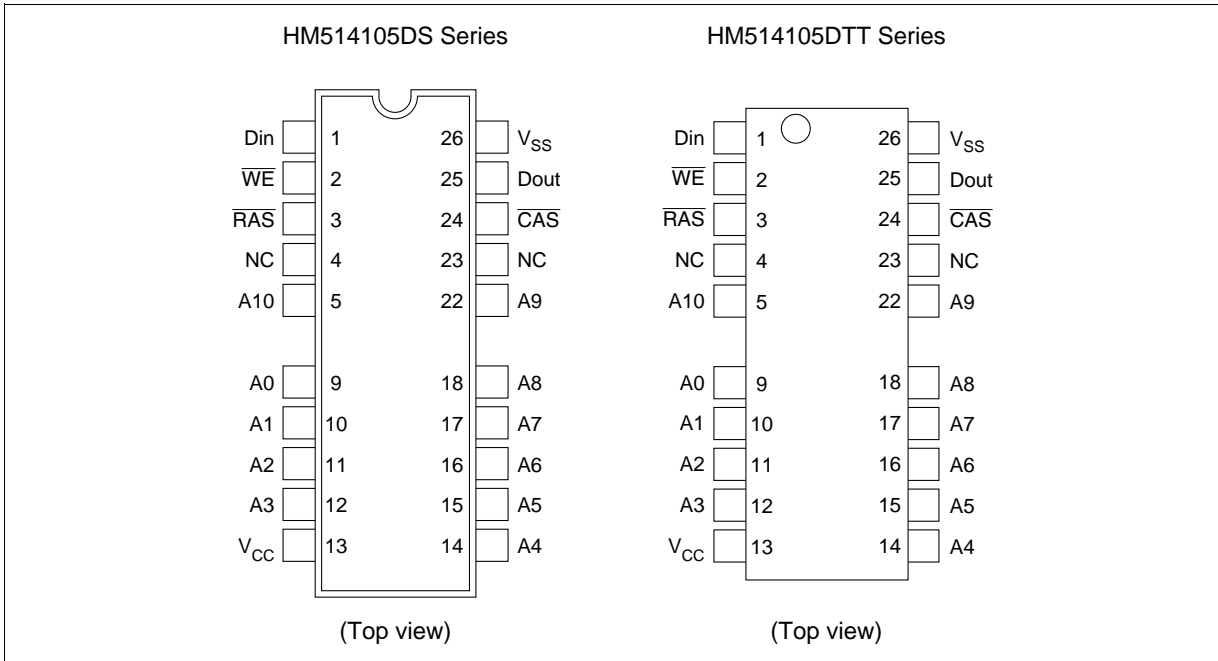 HM514105DS Series HM514105DTT Series
Din 1 26 VSS Din 1 26 VSS
WE 2 25 Dout WE 2 25 Dout
RAS 3 24 CAS RAS 3 24 CAS
NC 4 23 NC NC 4 23 NC
A10 5 22 A9 A10 5 22 A9
A0 9 18 A8 A0 9 18 A8
A1 10 17 A7 A1 10 17 A7
A2 11 16 A6 A2 11 16 A6
A3 12 15 A5 A3 12 15 A5
VCC 13 14 A4 VCC 13 14 A4
(Top view) (Top view)